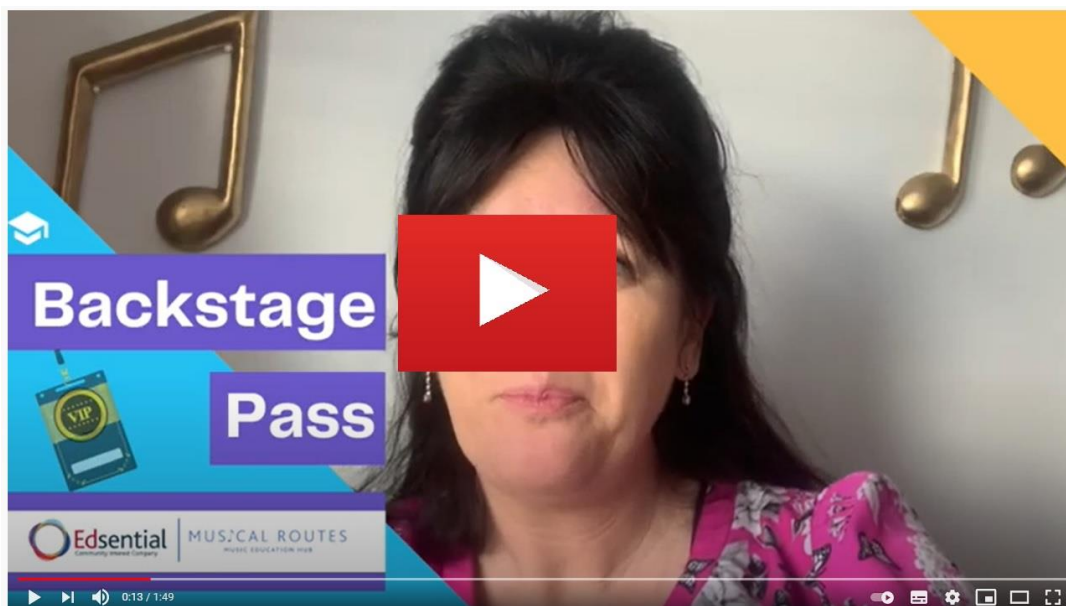 Backstage
Pass
VIP
Edsential
Community Interest Company
MUSICAL ROUTES
MUSIC EDUCATION HUB
0:13 / 1:49